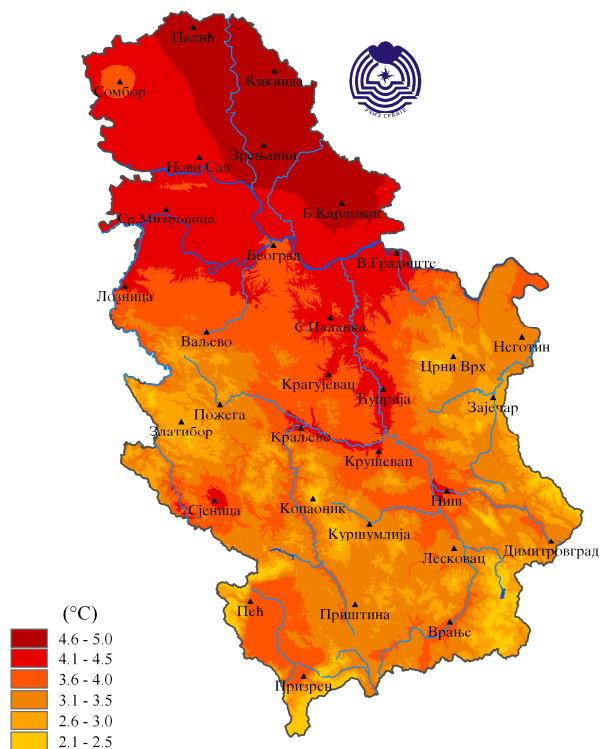 Палић
Кикинда
Сомбор
Зрењанин
Нови Сад
Б.Карловац
Ср.Митровица
Београд
В.Градиште
Лозница
С.Паланка
Ваљево
Неготин
Црни Врх
Крагујевац
Ћуприја
Зајечар
Пожега
Златибор
Краљево
Крушевац
Ниш
Сјеница
Копаоник
Куршумлија
Лесковац
Димитровград
Пећ
Приштина
Врање
Призрен
РХМЗ СРБИЈЕ
(°C)
4.6 - 5.0
4.1 - 4.5
3.6 - 4.0
3.1 - 3.5
2.6 - 3.0
2.1 - 2.5